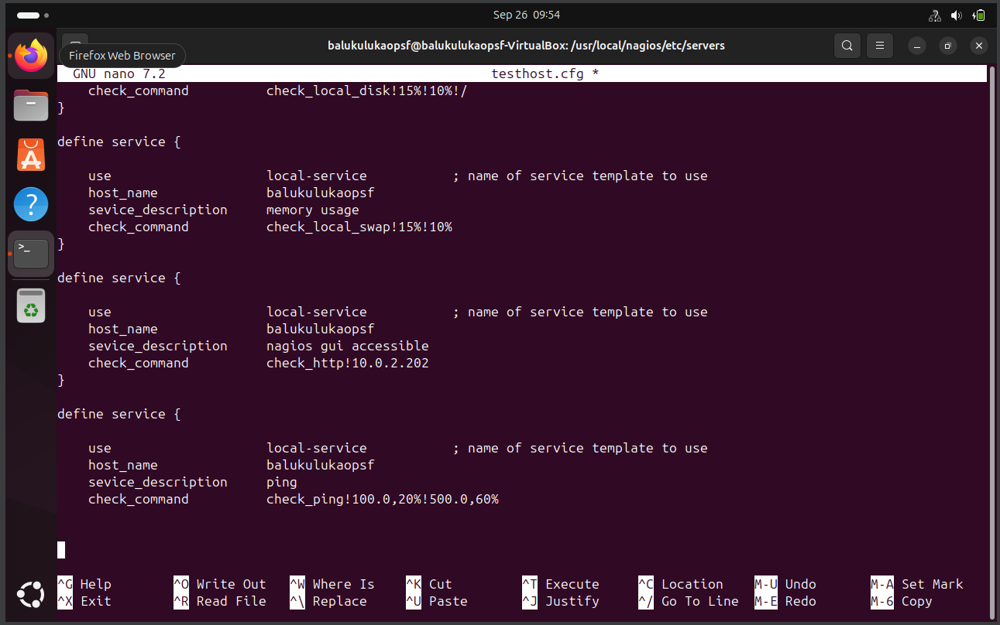 Sep 26 09:54
balukulukaopsf@balukulukaopsf-VirtualBox: /usr/local/nagios/etc/servers
Firefox Web Browser
GNU nano 7.2 testhost.cfg *
check_command check_local_disk!15%!10%!/
}
define service {
use local-service ; name of service template to use
host_name balukulukaopsf
sevice_description memory usage
check_command check_local_swap!15%!10%
}
define service {
use local-service ; name of service template to use
host_name balukulukaopsf
sevice_description nagios gui accessible
check_command check_http!10.0.2.202
}
define service {
use local-service ; name of service template to use
host_name balukulukaopsf
sevice_description ping
check_command check_ping!100.0,20%!500.0,60%
^G Help ^O Write Out ^W Where Is ^K Cut ^T Execute ^C Location M-U Undo M-A Set Mark
^X Exit ^R Read File ^\ Replace ^U Paste ^J Justify ^/ Go To Line M-E Redo M-6 Copy